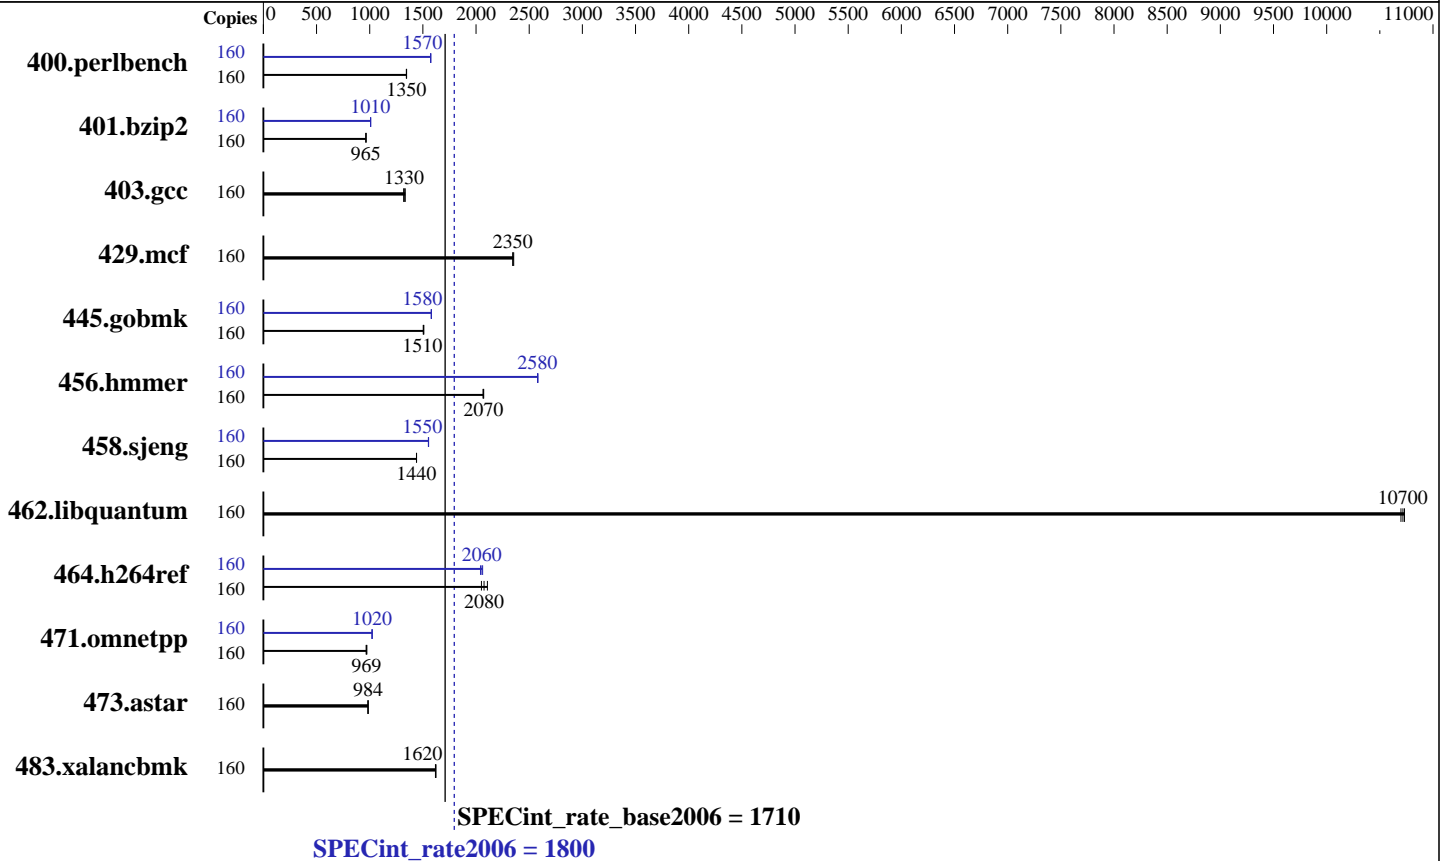 Copies 0 500 1000 1500 2000 2500 3000 3500 4000 4500 5000 5500 6000 6500 7000 7500 8000 8500 9000 9500 10000 11000
400.perlbench 160 1570
160 1350
401.bzip2 160 1010
160 965
403.gcc 160 1330
429.mcf 160 2350
445.gobmk 160 1580
160 1510
456.hmmer 160 2580
160 2070
458.sjeng 160 1550
160 1440
462.libquantum 160 10700
464.h264ref 160 2060
160 2080
471.omnetpp 160 1020
160 969
473.astar 160 984
483.xalancbmk 160 1620
SPECint_rate_base2006 = 1710
SPECint_rate2006 = 1800